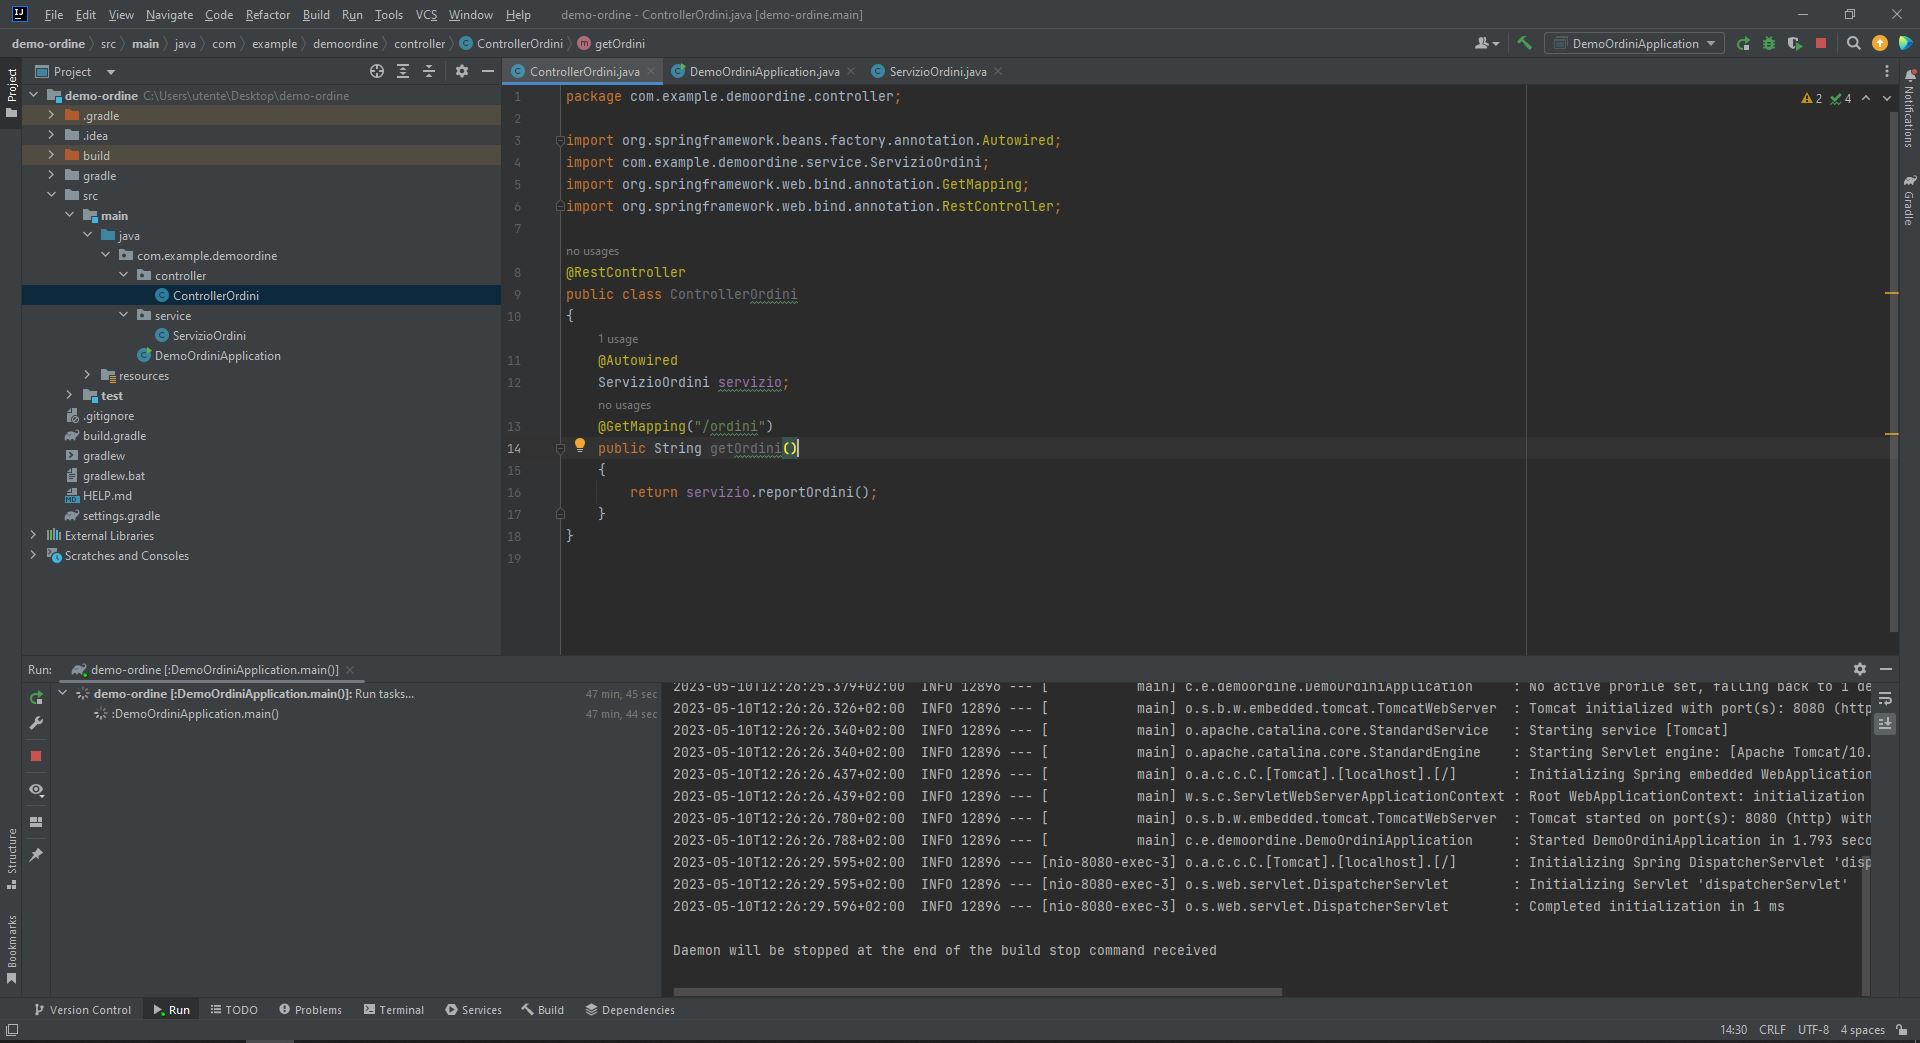 File Edit View Navigate Code Refactor Build Run Tools VCS Window Help demo-ordine - ControllerOrdini.java [demo-ordine.main]
demo-ordine src main java com example demoordine controller ControllerOrdini getOrdini DemoOrdiniApplication
Project
ControllerOrdini.java DemoOrdiniApplication.java ServizioOrdini.java
Project
demo-ordine C:\Users\utente\Desktop\demo-ordine
.gradle
.idea
build
gradle
src
main
java
com.example.demoordine
controller
ControllerOrdini
service
ServizioOrdini
DemoOrdiniApplication
resources
test
.gitignore
build.gradle
gradlew
gradlew.bat
HELP.md
settings.gradle
External Libraries
Scratches and Consoles
2 4
1 package com.example.demoordine.controller;
2
3 import org.springframework.beans.factory.annotation.Autowired;
4 import com.example.demoordine.service.ServizioOrdini;
5 import org.springframework.web.bind.annotation.GetMapping;
6 import org.springframework.web.bind.annotation.RestController;
7
no usages
8 @RestController
9 public class ControllerOrdini
10 {
1 usage
11 @Autowired
12 ServizioOrdini servizio;
no usages
13 @GetMapping("/ordini")
14 public String getOrdini()
15 {
16 return servizio.reportOrdini();
17 }
18 }
19
Notifications
Gradle
Run: demo-ordine [:DemoOrdiniApplication.main()]
demo-ordine [:DemoOrdiniApplication.main()]: Run tasks... 47 min, 45 sec
:DemoOrdiniApplication.main() 47 min, 44 sec
2023-05-10T12:26:25.379+02:00 INFO 12896 --- [ main] c.e.demoordine.DemoOrdiniApplication : No active profile set, falling back to 1 de
2023-05-10T12:26:26.326+02:00 INFO 12896 --- [ main] o.s.b.w.embedded.tomcat.TomcatWebServer : Tomcat initialized with port(s): 8080 (http
2023-05-10T12:26:26.340+02:00 INFO 12896 --- [ main] o.apache.catalina.core.StandardService : Starting service [Tomcat]
2023-05-10T12:26:26.340+02:00 INFO 12896 --- [ main] o.apache.catalina.core.StandardEngine : Starting Servlet engine: [Apache Tomcat/10.
2023-05-10T12:26:26.437+02:00 INFO 12896 --- [ main] o.a.c.c.C.[Tomcat].[localhost].[/] : Initializing Spring embedded WebApplication
2023-05-10T12:26:26.439+02:00 INFO 12896 --- [ main] w.s.c.ServletWebServerApplicationContext : Root WebApplicationContext: initialization
2023-05-10T12:26:26.780+02:00 INFO 12896 --- [ main] o.s.b.w.embedded.tomcat.TomcatWebServer : Tomcat started on port(s): 8080 (http) with
2023-05-10T12:26:26.788+02:00 INFO 12896 --- [ main] c.e.demoordine.DemoOrdiniApplication : Started DemoOrdiniApplication in 1.793 seco
2023-05-10T12:26:29.595+02:00 INFO 12896 --- [nio-8080-exec-3] o.a.c.c.C.[Tomcat].[localhost].[/] : Initializing Spring DispatcherServlet 'disp
2023-05-10T12:26:29.595+02:00 INFO 12896 --- [nio-8080-exec-3] o.s.web.servlet.DispatcherServlet : Initializing Servlet 'dispatcherServlet'
2023-05-10T12:26:29.596+02:00 INFO 12896 --- [nio-8080-exec-3] o.s.web.servlet.DispatcherServlet : Completed initialization in 1 ms
Daemon will be stopped at the end of the build stop command received
Structure
Bookmarks
Version Control Run TODO Problems Terminal Services Build Dependencies
14:30 CRLF UTF-8 4 spaces